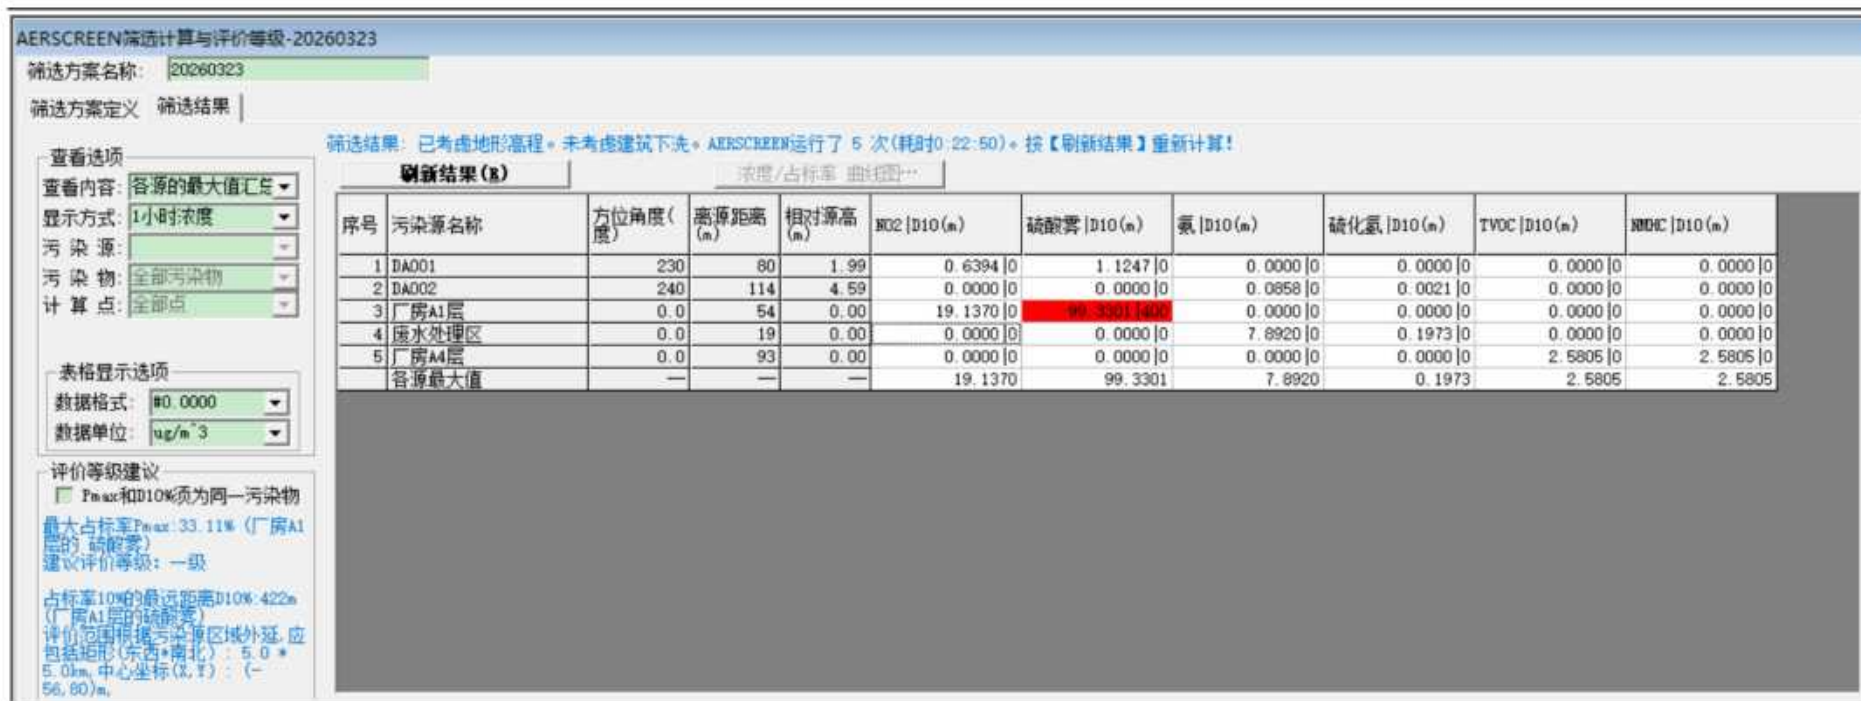 AERSCREEN筛选计算与评价等级-20260323
筛选方案名称: 20260323
筛选方案定义 筛选结果
筛选结果: 已考虑地形高程。未考虑建筑下洗。AERSCREEN运行了 5 次(耗时0:22:50)。按【刷新结果】重新计算!
查看选项
查看内容: 各源的最大值汇总
显示方式: 1小时浓度
污 染 源:
污 染 物: 全部污染物
计 算 点: 全部点
表格显示选项
数据格式: #0.0000
数据单位: ug/m^3
评价等级建议
Pmax和D10%须为同一污染物
最大占标率Pmax:33.11% (厂房A1
层的 硫酸雾)
建议评价等级: 一级
占标率10%的最远距离D10%:422m
(厂房A1层的硫酸雾)
评价范围根据污染源区域外延,应
包括矩形(东西*南北): 5.0 *
5.0km,中心坐标(X,Y): (-
56,80)m,
刷新结果(R) 浓度/占标率 曲线图…
序号 污染源名称 方位角度(度) 离源距离(m) 相对源高(m) NO2|D10(m) 硫酸雾|D10(m) 氨|D10(m) 硫化氢|D10(m) TVOC|D10(m) NMHC|D10(m)
1 DA001 230 80 1.99 0.6394|0 1.1247|0 0.0000|0 0.0000|0 0.0000|0 0.0000|0
2 DA002 240 114 4.59 0.0000|0 0.0000|0 0.0858|0 0.0021|0 0.0000|0 0.0000|0
3 厂房A1层 0.0 54 0.00 19.1370|0 99.3301|400 0.0000|0 0.0000|0 0.0000|0 0.0000|0
4 废水处理区 0.0 19 0.00 0.0000|0 0.0000|0 7.8920|0 0.1973|0 0.0000|0 0.0000|0
5 厂房A4层 0.0 93 0.00 0.0000|0 0.0000|0 0.0000|0 0.0000|0 2.5805|0 2.5805|0
各源最大值 — — — 19.1370 99.3301 7.8920 0.1973 2.5805 2.5805